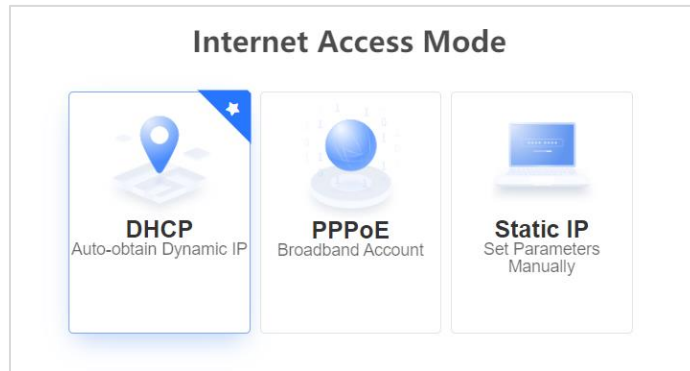 Internet Access Mode
DHCP
Auto-obtain Dynamic IP
PPPoE
Broadband Account
Static IP
Set Parameters
Manually